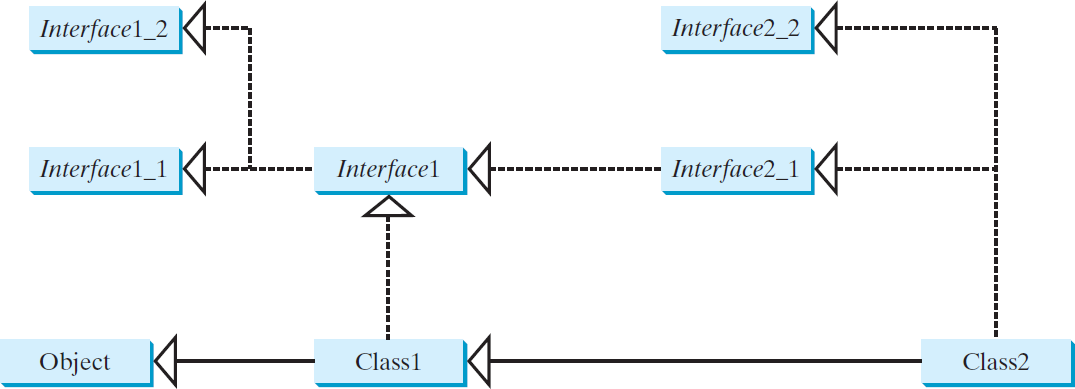 Interface1_2
Interface2_2
Interface1_1
Interface1
Interface2_1
Object
Class1
Class2